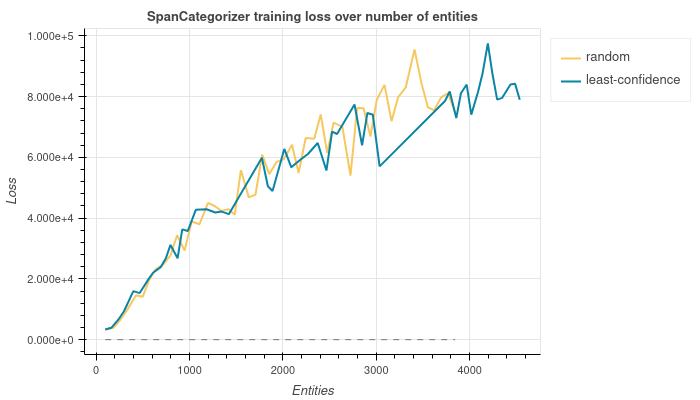 SpanCategorizer training loss over number of entities
1.000e+5
8.000e+4
6.000e+4
4.000e+4
2.000e+4
0.000e+0
Loss
0 1000 2000 3000 4000
Entities
random
least-confidence